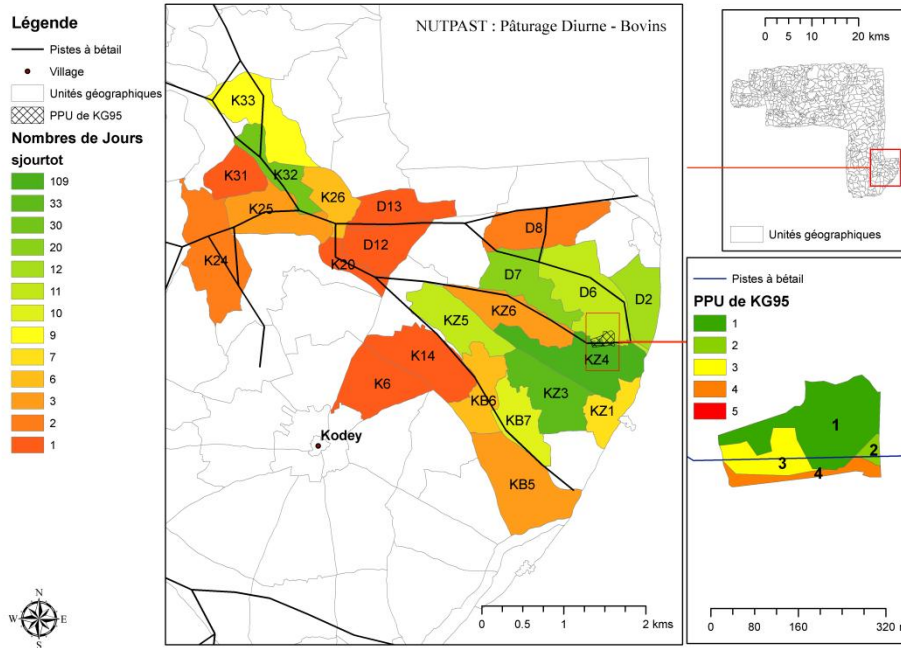 Légende
Pistes à bétail
Village
Unités géographiques
PPU de KG95
Nombres de Jours
sjourtot
109
33
30
20
12
11
10
9
7
6
3
2
1
N
W
E
S
NUTPAST : Pâturage Diurne - Bovins
K33
K31
K32
K26
K25
D13
K24
D12
K20
D8
D7
D6
D2
KZ5
KZ6
KZ4
K14
K6
KB6
KZ3
KZ1
KB7
Kodey
KB5
0 0.5 1 2 kms
0 5 10 20 kms
Unités géographiques
Pistes à bétail
PPU de KG95
1
2
3
4
5
1
2
3
4
0 80 160 320